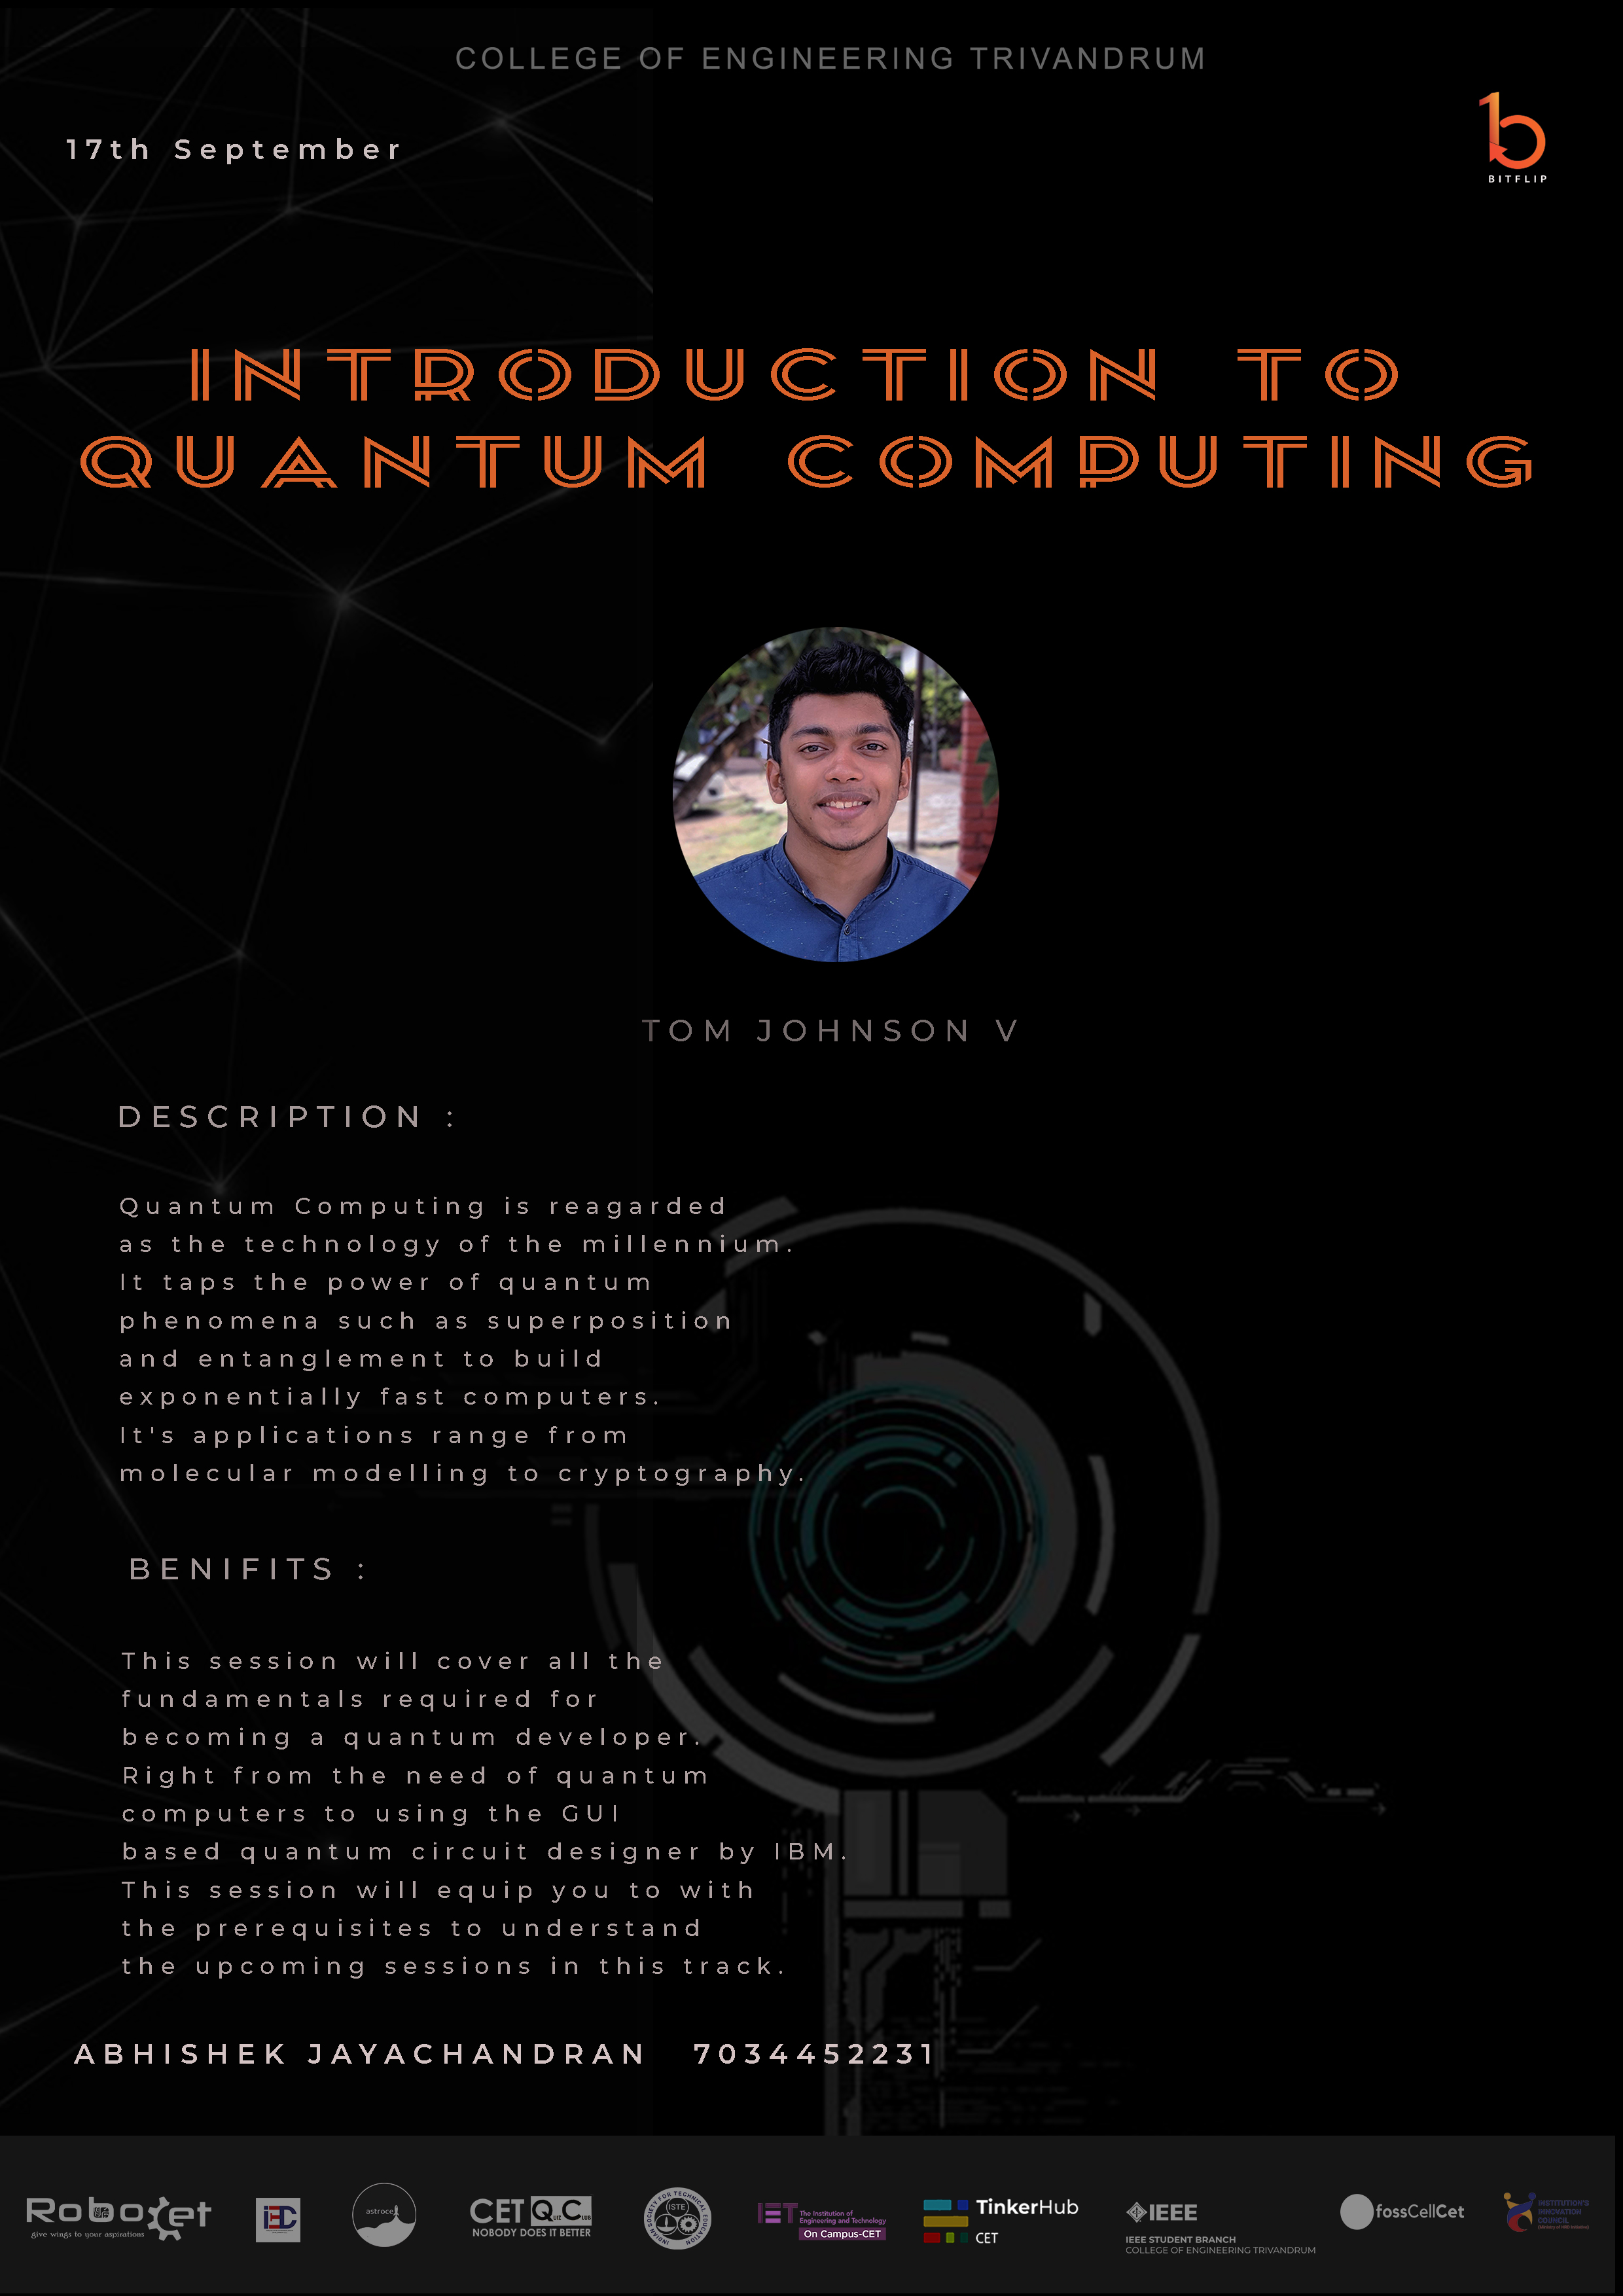 COLLEGE OF ENGINEERING TRIVANDRUM
17th September
BITFLIP
INTRODUCTION TO
QUANTUM COMPUTING
TOM JOHNSON V
DESCRIPTION :
Quantum Computing is reagarded
as the technology of the millennium.
It taps the power of quantum
phenomena such as superposition
and entanglement to build
exponentially fast computers.
It's applications range from
molecular modelling to cryptography.
BENIFITS :
This session will cover all the
fundamentals required for
becoming a quantum developer.
Right from the need of quantum
computers to using the GUI
based quantum circuit designer by IBM.
This session will equip you to with
the prerequisites to understand
the upcoming sessions in this track.
ABHISHEK JAYACHANDRAN 7034452231
Robocet
give wings to your aspirations
iEDC
astrocet
CET QUIZ CLUB
NOBODY DOES IT BETTER
INDIAN SOCIETY FOR TECHNICAL EDUCATION
ISTE
IET The Institution of
Engineering and Technology
On Campus-CET
TinkerHub
CET
IEEE
IEEE STUDENT BRANCH
COLLEGE OF ENGINEERING TRIVANDRUM
fossCellCet
INSTITUTION'S
INNOVATION
COUNCIL